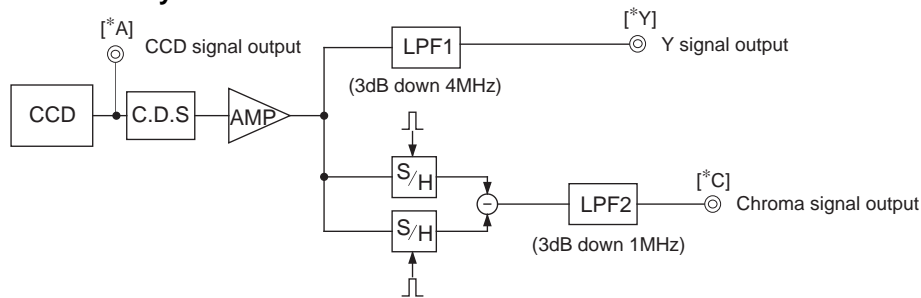 [*A]
CCD signal output
[*Y]
Y signal output
LPF1
(3dB down 4MHz)
CCD
C.D.S
AMP
S/H
S/H
−
LPF2
(3dB down 1MHz)
[*C]
Chroma signal output